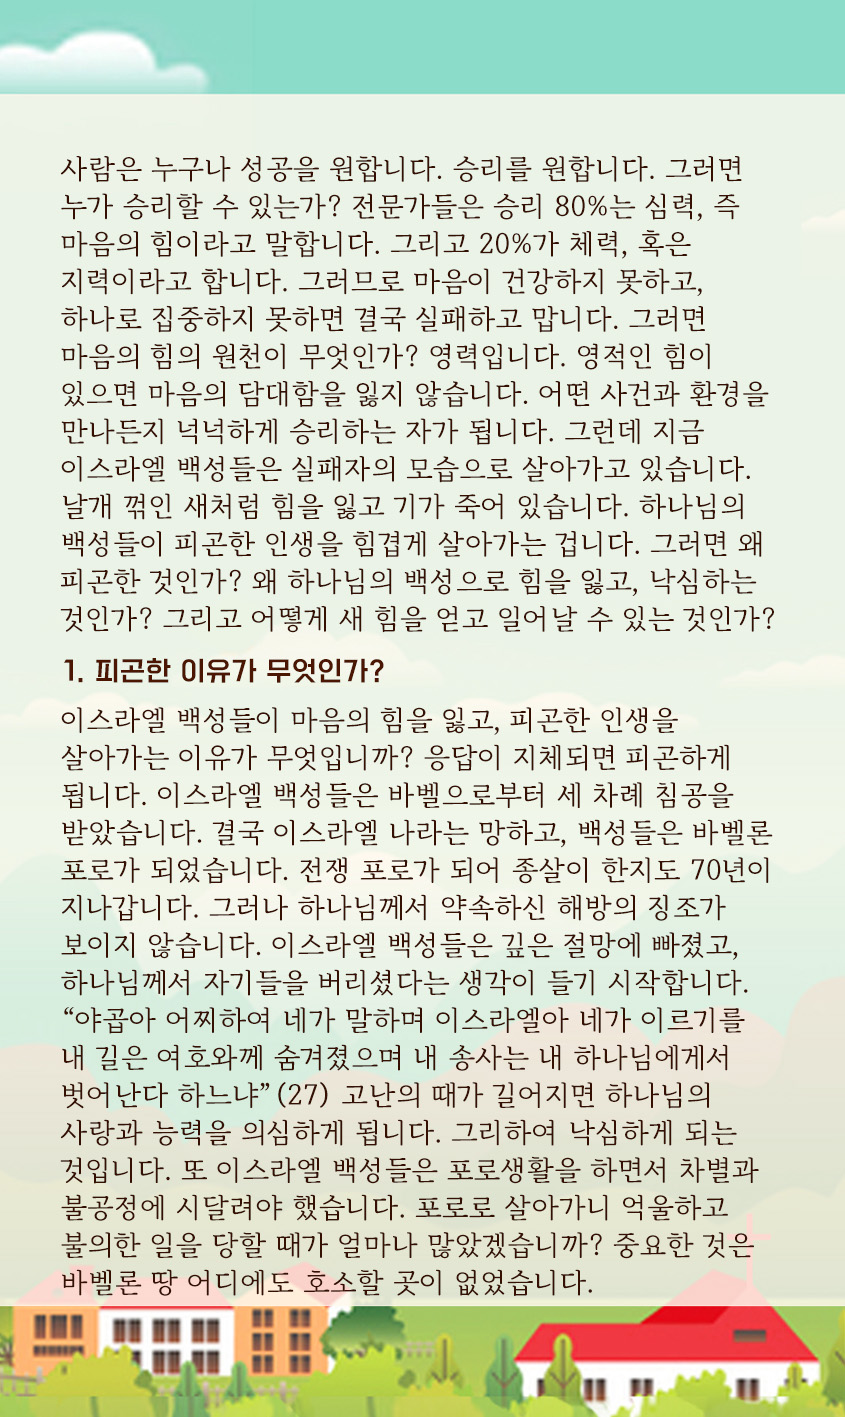 사람은 누구나 성공을 원합니다. 승리를 원합니다. 그러면
누가 승리할 수 있는가? 전문가들은 승리 80%는 심력, 즉
마음의 힘이라고 말합니다. 그리고 20%가 체력, 혹은
지력이라고 합니다. 그러므로 마음이 건강하지 못하고,
하나로 집중하지 못하면 결국 실패하고 맙니다. 그러면
마음의 힘의 원천이 무엇인가? 영력입니다. 영적인 힘이
있으면 마음의 담대함을 잃지 않습니다. 어떤 사건과 환경을
만나든지 넉넉하게 승리하는 자가 됩니다. 그런데 지금
이스라엘 백성들은 실패자의 모습으로 살아가고 있습니다.
날개 꺾인 새처럼 힘을 잃고 기가 죽어 있습니다. 하나님의
백성들이 피곤한 인생을 힘겹게 살아가는 겁니다. 그러면 왜
피곤한 것인가? 왜 하나님의 백성으로 힘을 잃고, 낙심하는
것인가? 그리고 어떻게 새 힘을 얻고 일어날 수 있는 것인가?
1. 피곤한 이유가 무엇인가?
이스라엘 백성들이 마음의 힘을 잃고, 피곤한 인생을
살아가는 이유가 무엇입니까? 응답이 지체되면 피곤하게
됩니다. 이스라엘 백성들은 바벨으로부터 세 차례 침공을
받았습니다. 결국 이스라엘 나라는 망하고, 백성들은 바벨론
포로가 되었습니다. 전쟁 포로가 되어 종살이 한지도 70년이
지나갑니다. 그러나 하나님께서 약속하신 해방의 징조가
보이지 않습니다. 이스라엘 백성들은 깊은 절망에 빠졌고,
하나님께서 자기들을 버리셨다는 생각이 들기 시작합니다.
“야곱아 어찌하여 네가 말하며 이스라엘아 네가 이르기를
내 길은 여호와께 숨겨졌으며 내 송사는 내 하나님에게서
벗어난다 하느냐”(27) 고난의 때가 길어지면 하나님의
사랑과 능력을 의심하게 됩니다. 그리하여 낙심하게 되는
것입니다. 또 이스라엘 백성들은 포로생활을 하면서 차별과
불공정에 시달려야 했습니다. 포로로 살아가니 억울하고
불의한 일을 당할 때가 얼마나 많았겠습니까? 중요한 것은
바벨론 땅 어디에도 호소할 곳이 없었습니다.